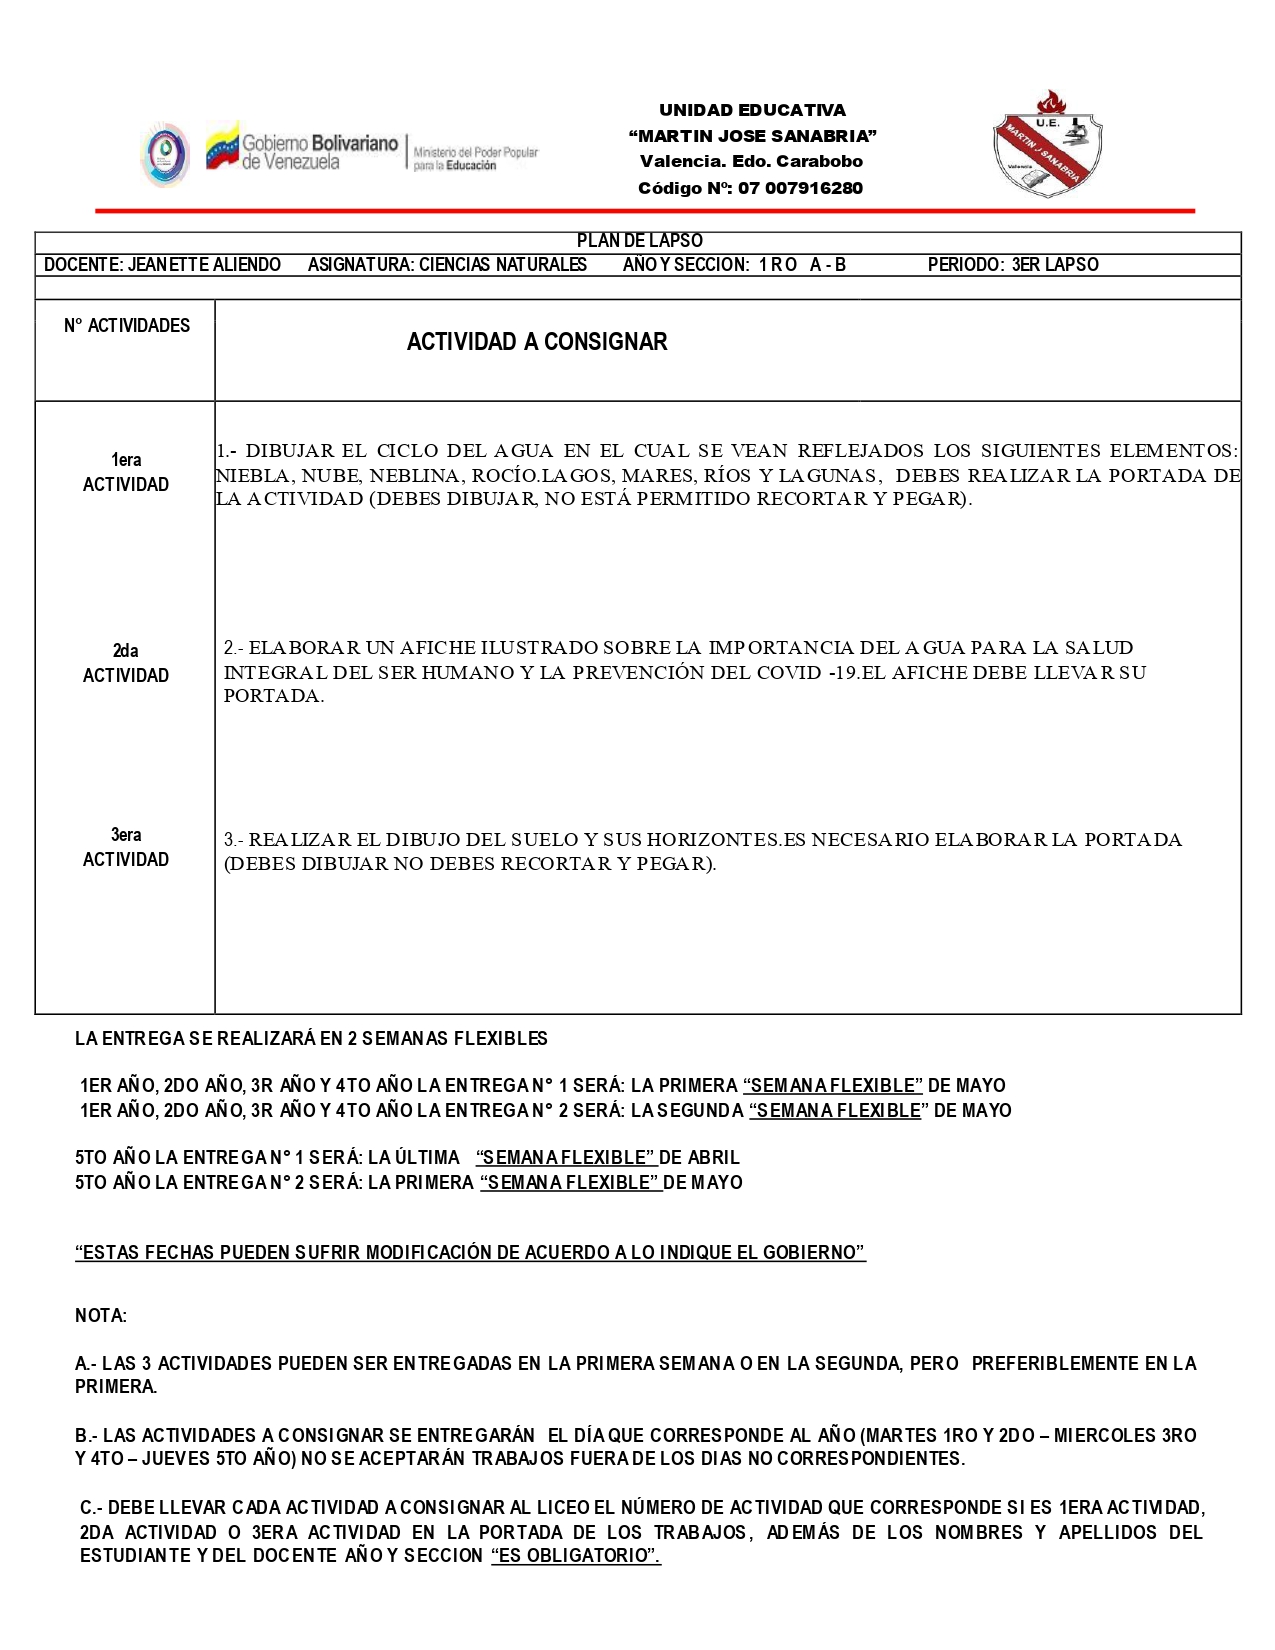 UNIDAD EDUCATIVA
“MARTIN JOSE SANABRIA”
Valencia. Edo. Carabobo
Código Nº: 07 007916280
Gobierno Bolivariano
de Venezuela
Ministerio del Poder Popular
para la Educación
U.E.
MARTIN J SANABRIA
Valencia
PLAN DE LAPSO
DOCENTE: JEANETTE ALIENDO ASIGNATURA: CIENCIAS NATURALES AÑO Y SECCION: 1 R O A - B PERIODO: 3ER LAPSO
N° ACTIVIDADES
ACTIVIDAD A CONSIGNAR
1era
ACTIVIDAD
1.- DIBUJAR EL CICLO DEL AGUA EN EL CUAL SE VEAN REFLEJADOS LOS SIGUIENTES ELEMENTOS:
NIEBLA, NUBE, NEBLINA, ROCÍO.LAGOS, MARES, RÍOS Y LAGUNAS, DEBES REALIZAR LA PORTADA DE
LA ACTIVIDAD (DEBES DIBUJAR, NO ESTÁ PERMITIDO RECORTAR Y PEGAR).
2da
ACTIVIDAD
2.- ELABORAR UN AFICHE ILUSTRADO SOBRE LA IMPORTANCIA DEL AGUA PARA LA SALUD
INTEGRAL DEL SER HUMANO Y LA PREVENCIÓN DEL COVID -19.EL AFICHE DEBE LLEVAR SU
PORTADA.
3era
ACTIVIDAD
3.- REALIZAR EL DIBUJO DEL SUELO Y SUS HORIZONTES.ES NECESARIO ELABORAR LA PORTADA
(DEBES DIBUJAR NO DEBES RECORTAR Y PEGAR).
LA ENTREGA SE REALIZARÁ EN 2 SEMANAS FLEXIBLES
1ER AÑO, 2DO AÑO, 3R AÑO Y 4TO AÑO LA ENTREGA N° 1 SERÁ: LA PRIMERA “SEMANA FLEXIBLE” DE MAYO
1ER AÑO, 2DO AÑO, 3R AÑO Y 4TO AÑO LA ENTREGA N° 2 SERÁ: LA SEGUNDA “SEMANA FLEXIBLE” DE MAYO
5TO AÑO LA ENTREGA N° 1 SERÁ: LA ÚLTIMA “SEMANA FLEXIBLE” DE ABRIL
5TO AÑO LA ENTREGA N° 2 SERÁ: LA PRIMERA “SEMANA FLEXIBLE” DE MAYO
“ESTAS FECHAS PUEDEN SUFRIR MODIFICACIÓN DE ACUERDO A LO INDIQUE EL GOBIERNO”
NOTA:
A.- LAS 3 ACTIVIDADES PUEDEN SER ENTREGADAS EN LA PRIMERA SEMANA O EN LA SEGUNDA, PERO PREFERIBLEMENTE EN LA
PRIMERA.
B.- LAS ACTIVIDADES A CONSIGNAR SE ENTREGARÁN EL DÍA QUE CORRESPONDE AL AÑO (MARTES 1RO Y 2DO – MIERCOLES 3RO
Y 4TO – JUEVES 5TO AÑO) NO SE ACEPTARÁN TRABAJOS FUERA DE LOS DIAS NO CORRESPONDIENTES.
C.- DEBE LLEVAR CADA ACTIVIDAD A CONSIGNAR AL LICEO EL NÚMERO DE ACTIVIDAD QUE CORRESPONDE SI ES 1ERA ACTIVIDAD,
2DA ACTIVIDAD O 3ERA ACTIVIDAD EN LA PORTADA DE LOS TRABAJOS, ADEMÁS DE LOS NOMBRES Y APELLIDOS DEL
ESTUDIANTE Y DEL DOCENTE AÑO Y SECCION “ES OBLIGATORIO”.